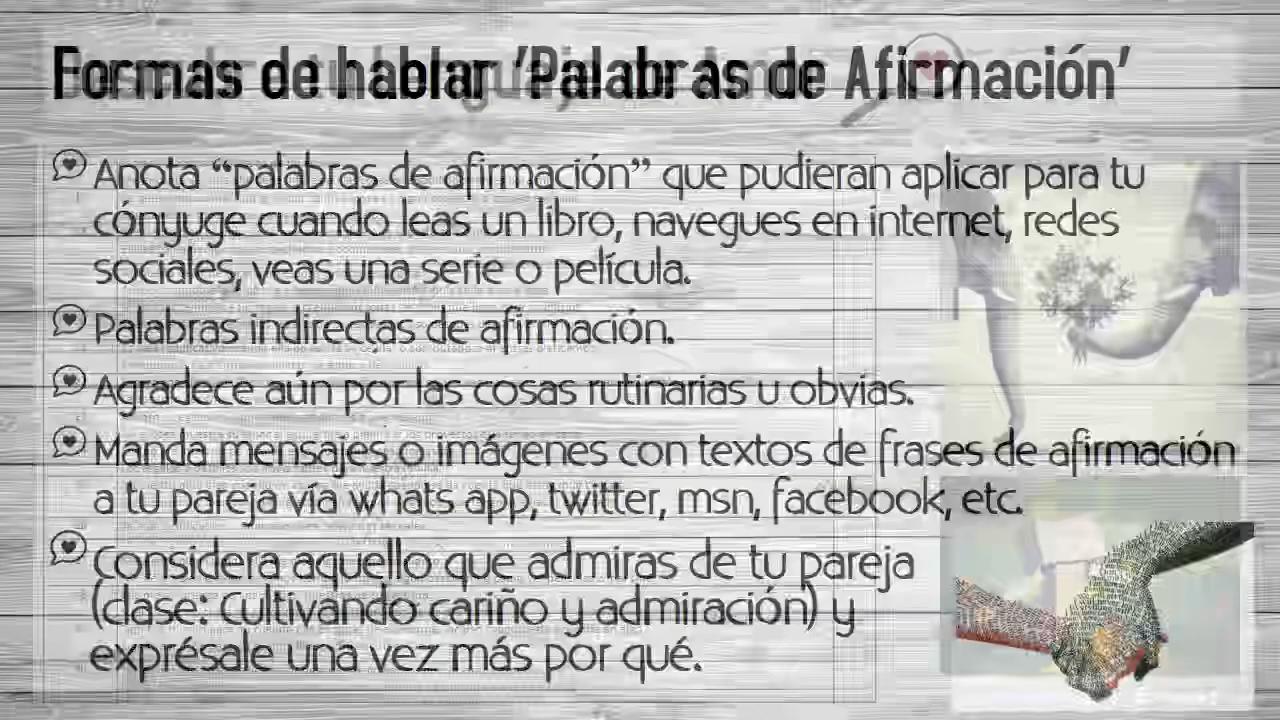 Formas de hablar 'Palabras de Afirmación'
Anota “palabras de afirmación” que pudieran aplicar para tu
cónyuge cuando leas un libro, navegues en internet, redes
sociales, veas una serie o película.
Palabras indirectas de afirmación.
Agradece aún por las cosas rutinarias u obvias.
Manda mensajes o imágenes con textos de frases de afirmación
a tu pareja vía whats app, twitter, msn, facebook, etc.
Considera aquello que admiras de tu pareja
(clase: Cultivando cariño y admiración) y
exprésale una vez más por qué.